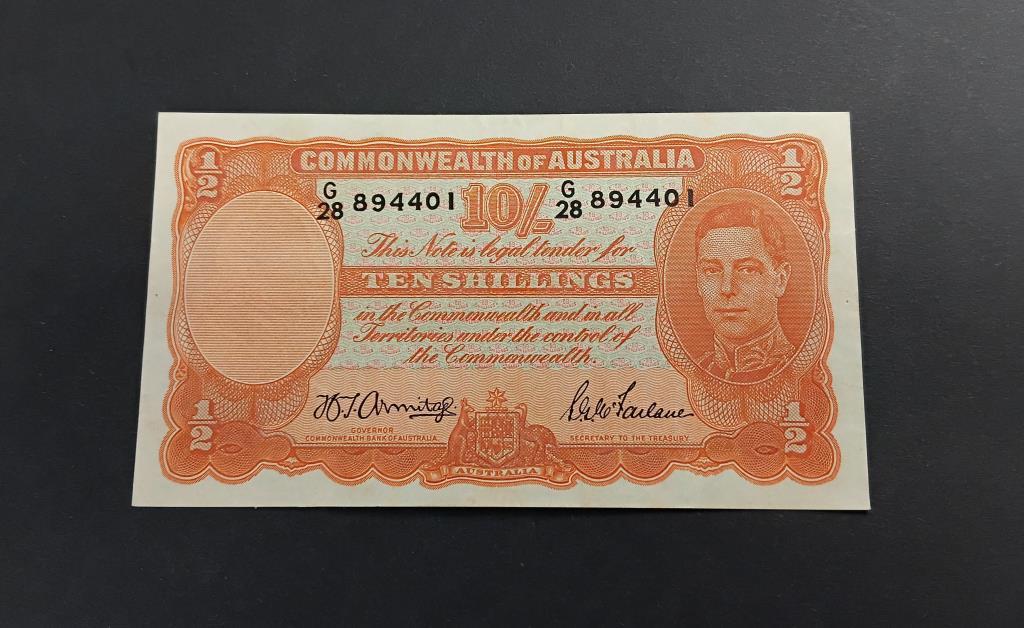 1/2 COMMONWEALTH OF AUSTRALIA 1/2
G/28 894401 10/- G/28 894401
This Note is legal tender for
TEN SHILLINGS
in the Commonwealth and in all
Territories under the control of
the Commonwealth.
H.T. Armitage. S.G. McFarlane
GOVERNOR
COMMONWEALTH BANK OF AUSTRALIA.
SECRETARY TO THE TREASURY
1/2 AUSTRALIA 1/2